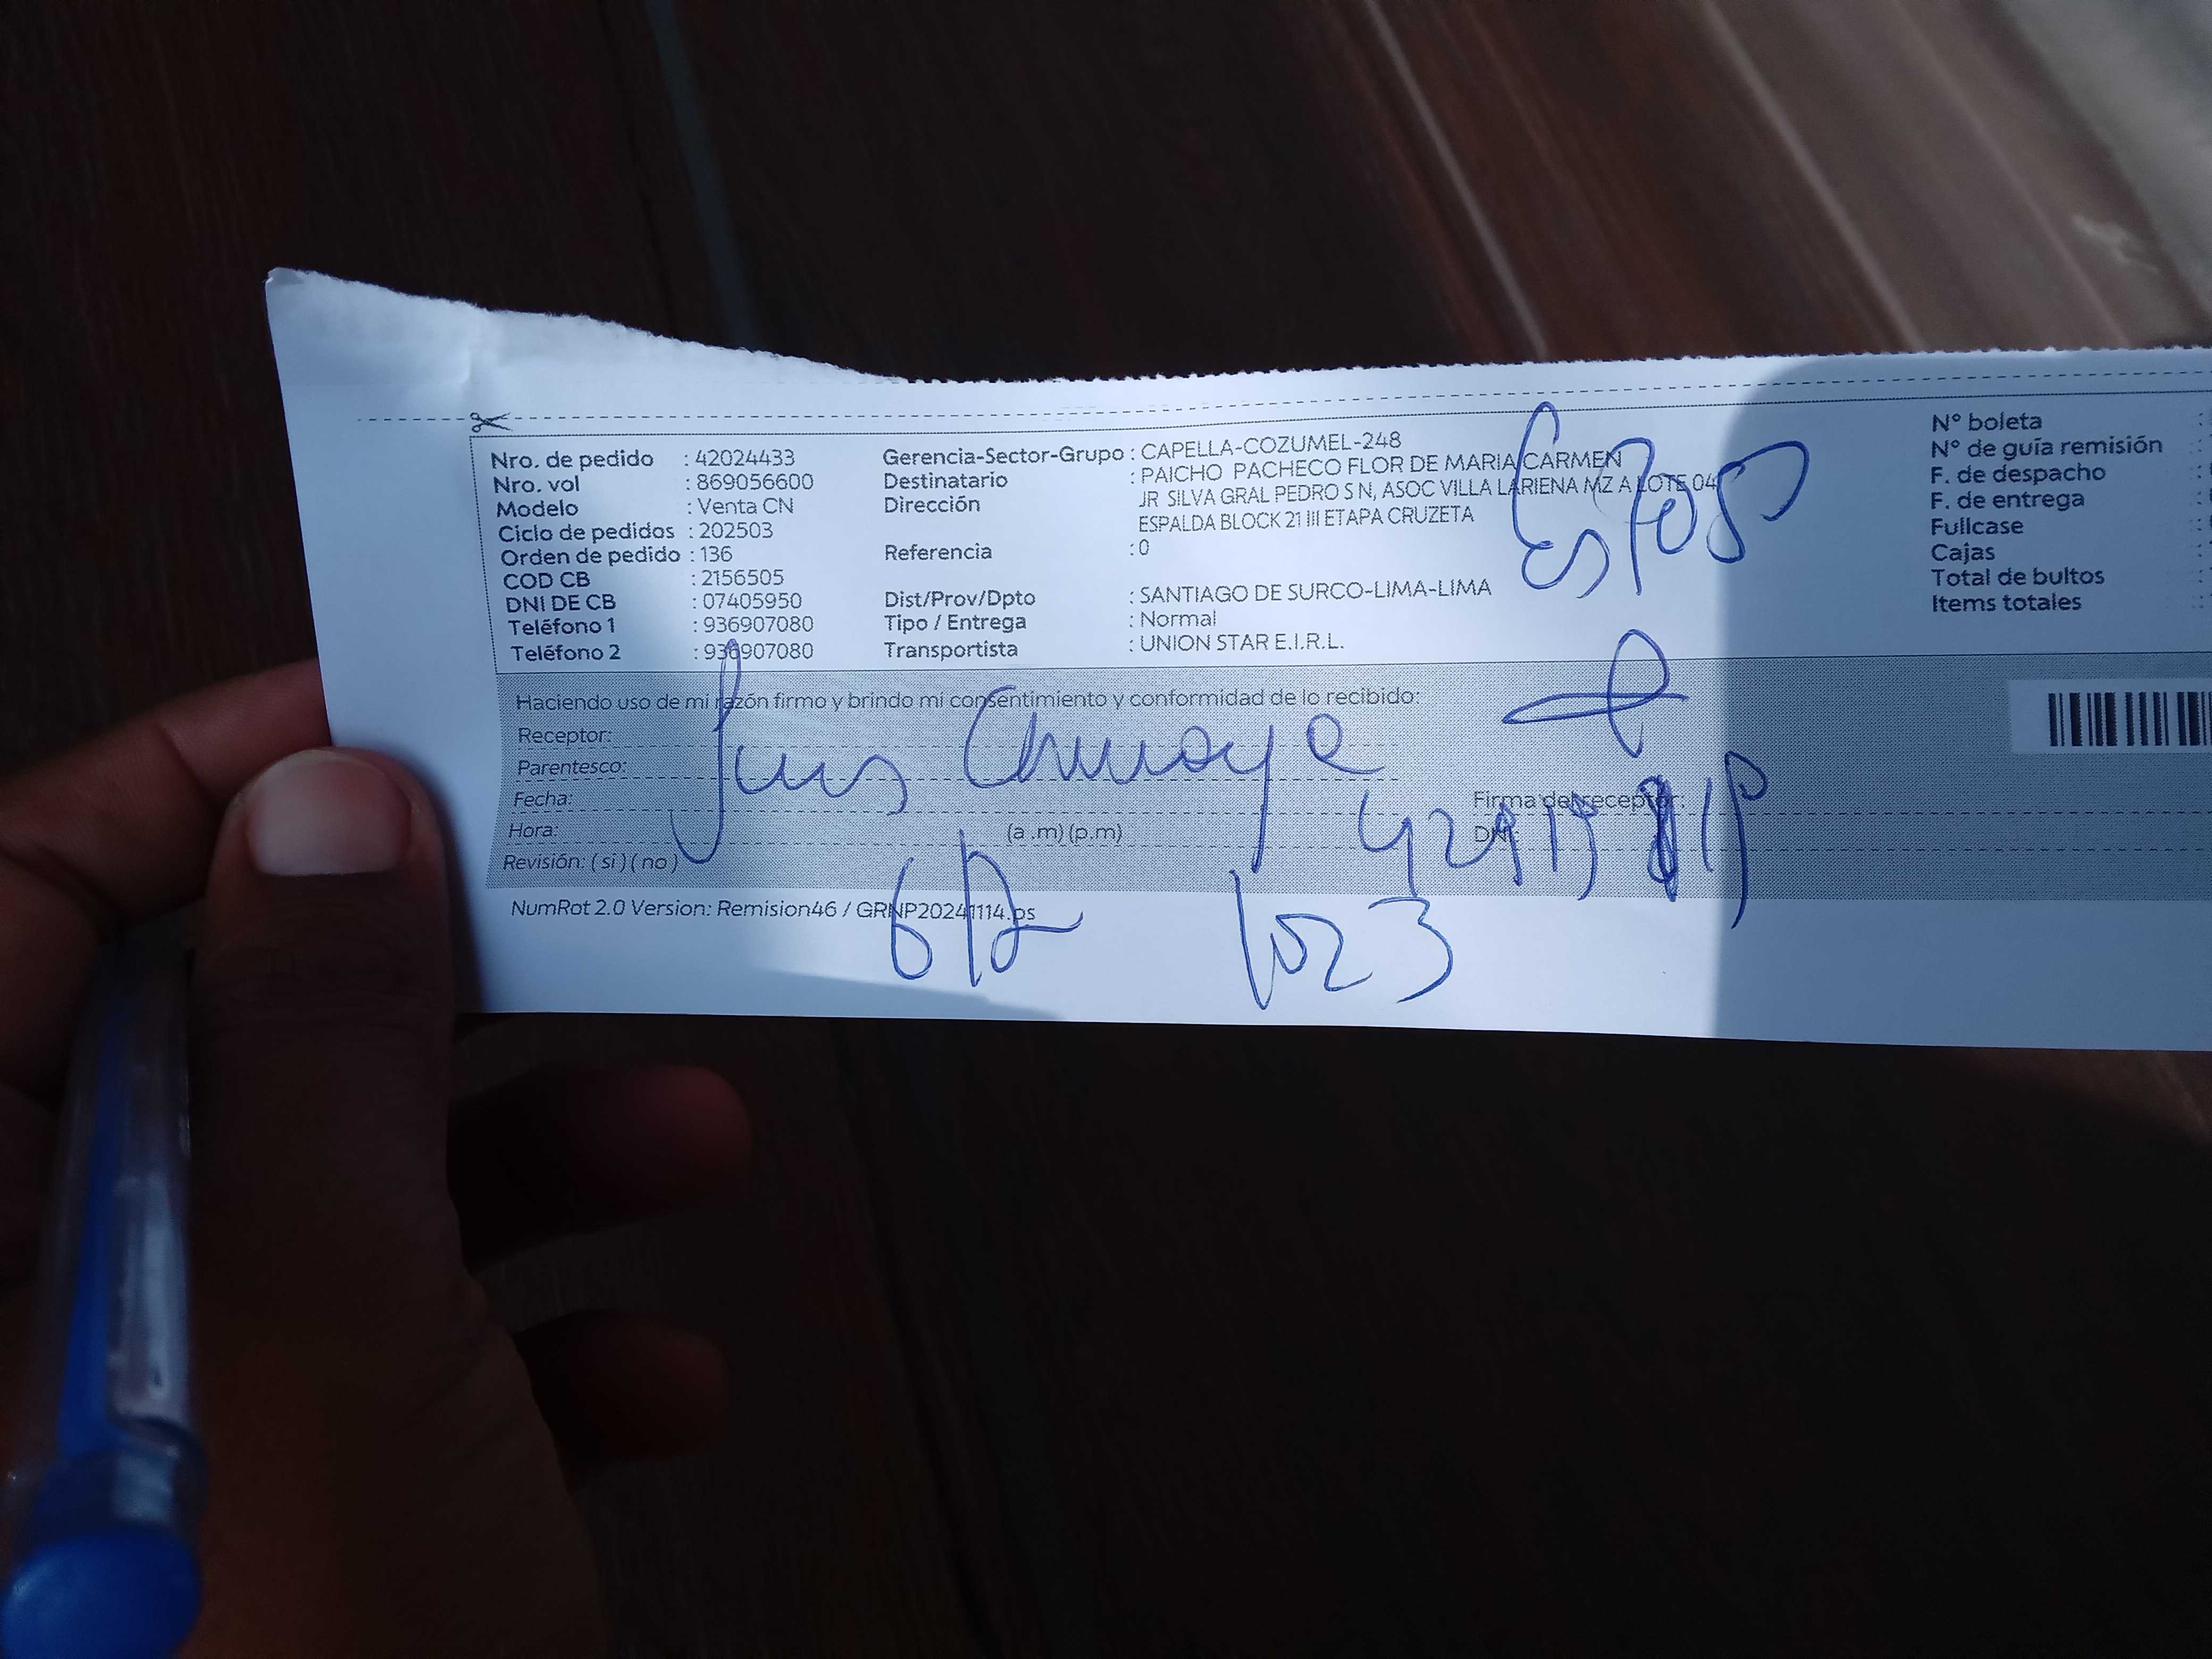 Nro. de pedido : 42024433
Nro. vol : 869056600
Modelo : Venta CN
Ciclo de pedidos : 202503
Orden de pedido : 136
COD CB : 2156505
DNI DE CB : 07405950
Teléfono 1 : 936907080
Teléfono 2 : 936907080
Gerencia-Sector-Grupo : CAPELLA-COZUMEL-248
Destinatario : PAICHO PACHECO FLOR DE MARIA CARMEN
Dirección JR SILVA GRAL PEDRO S N, ASOC VILLA LARIENA MZ A LOTE 04
ESPALDA BLOCK 21 III ETAPA CRUZETA
Referencia : 0
Dist/Prov/Dpto : SANTIAGO DE SURCO-LIMA-LIMA
Tipo / Entrega : Normal
Transportista : UNION STAR E.I.R.L.
Esposo
N° boleta :
N° de guía remisión :
F. de despacho :
F. de entrega :
Fullcase :
Cajas :
Total de bultos :
Items totales :
Haciendo uso de mi razón firmo y brindo mi consentimiento y conformidad de lo recibido:
Receptor:
Luis
Parentesco:
Fecha:
Hora: (a .m) (p.m)
Revisión: ( si ) ( no )
Firma del receptor:
DNI:
NumRot 2.0 Version: Remision46 / GRNP20241114.ps
6/2 1023